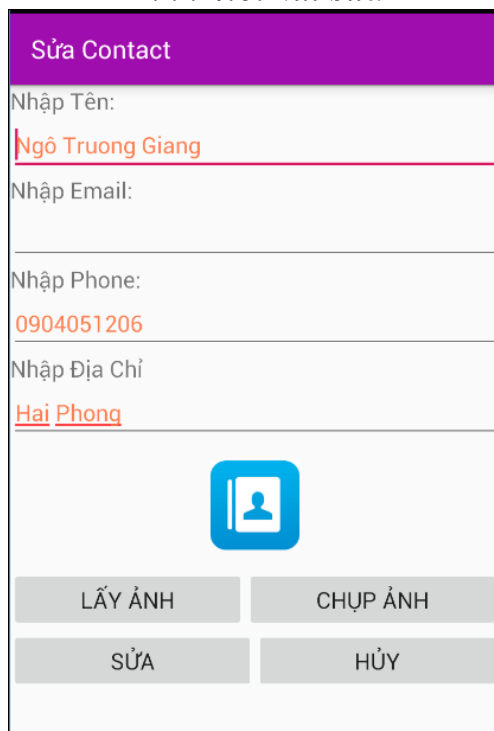 Sửa Contact
Nhập Tên:
Ngô Truong Giang
Nhập Email:
Nhập Phone:
0904051206
Nhập Địa Chỉ
Hai Phong
LẤY ẢNH CHỤP ẢNH
SỬA HỦY